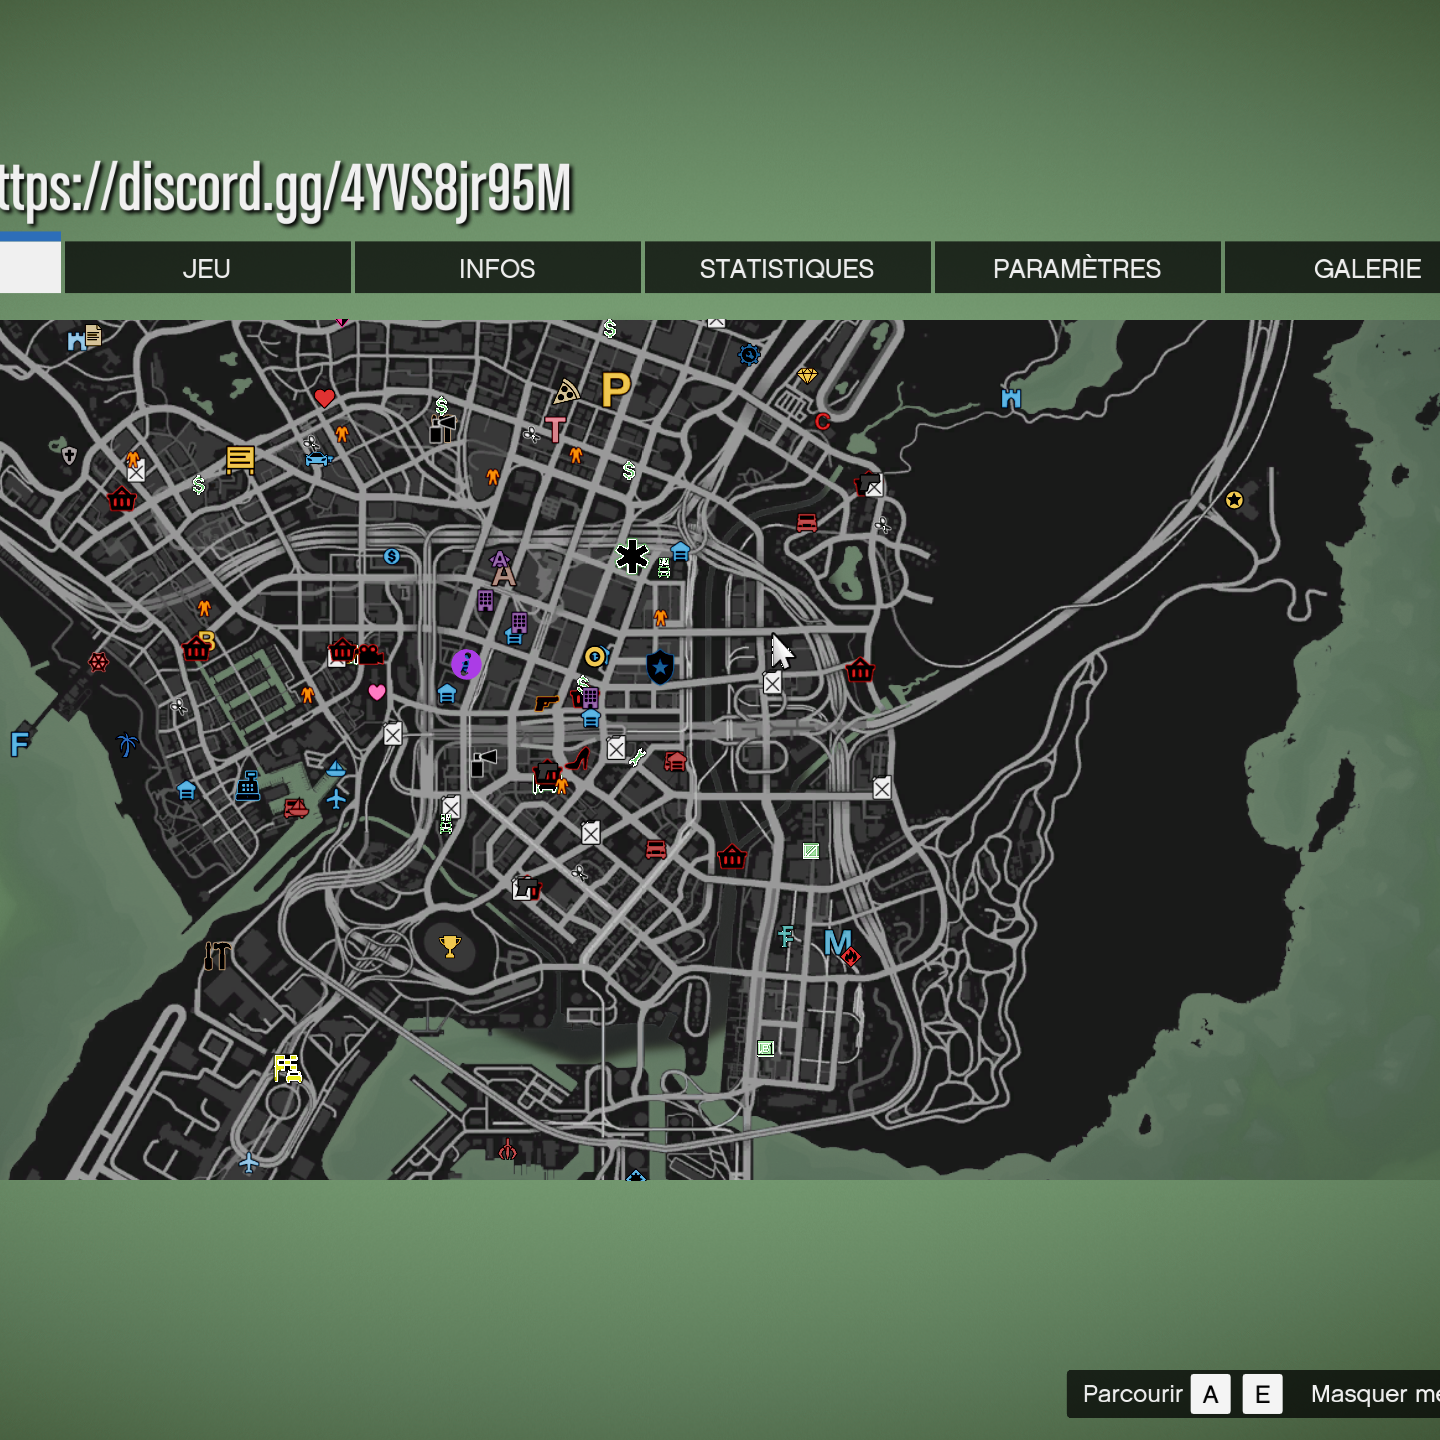 ttps://discord.gg/4YVS8jr95M
JEU INFOS STATISTIQUES PARAMÈTRES GALERIE
P
T
C
A
A
B
F
F
M
P
Parcourir A E Masquer me